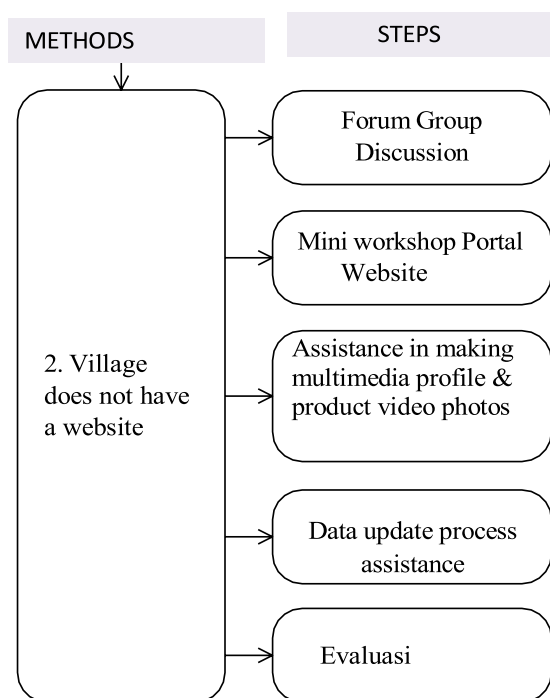 METHODS
STEPS
2. Village
does not have
a website
Forum Group
Discussion
Mini workshop Portal
Website
Assistance in making
multimedia profile &
product video photos
Data update process
assistance
Evaluasi